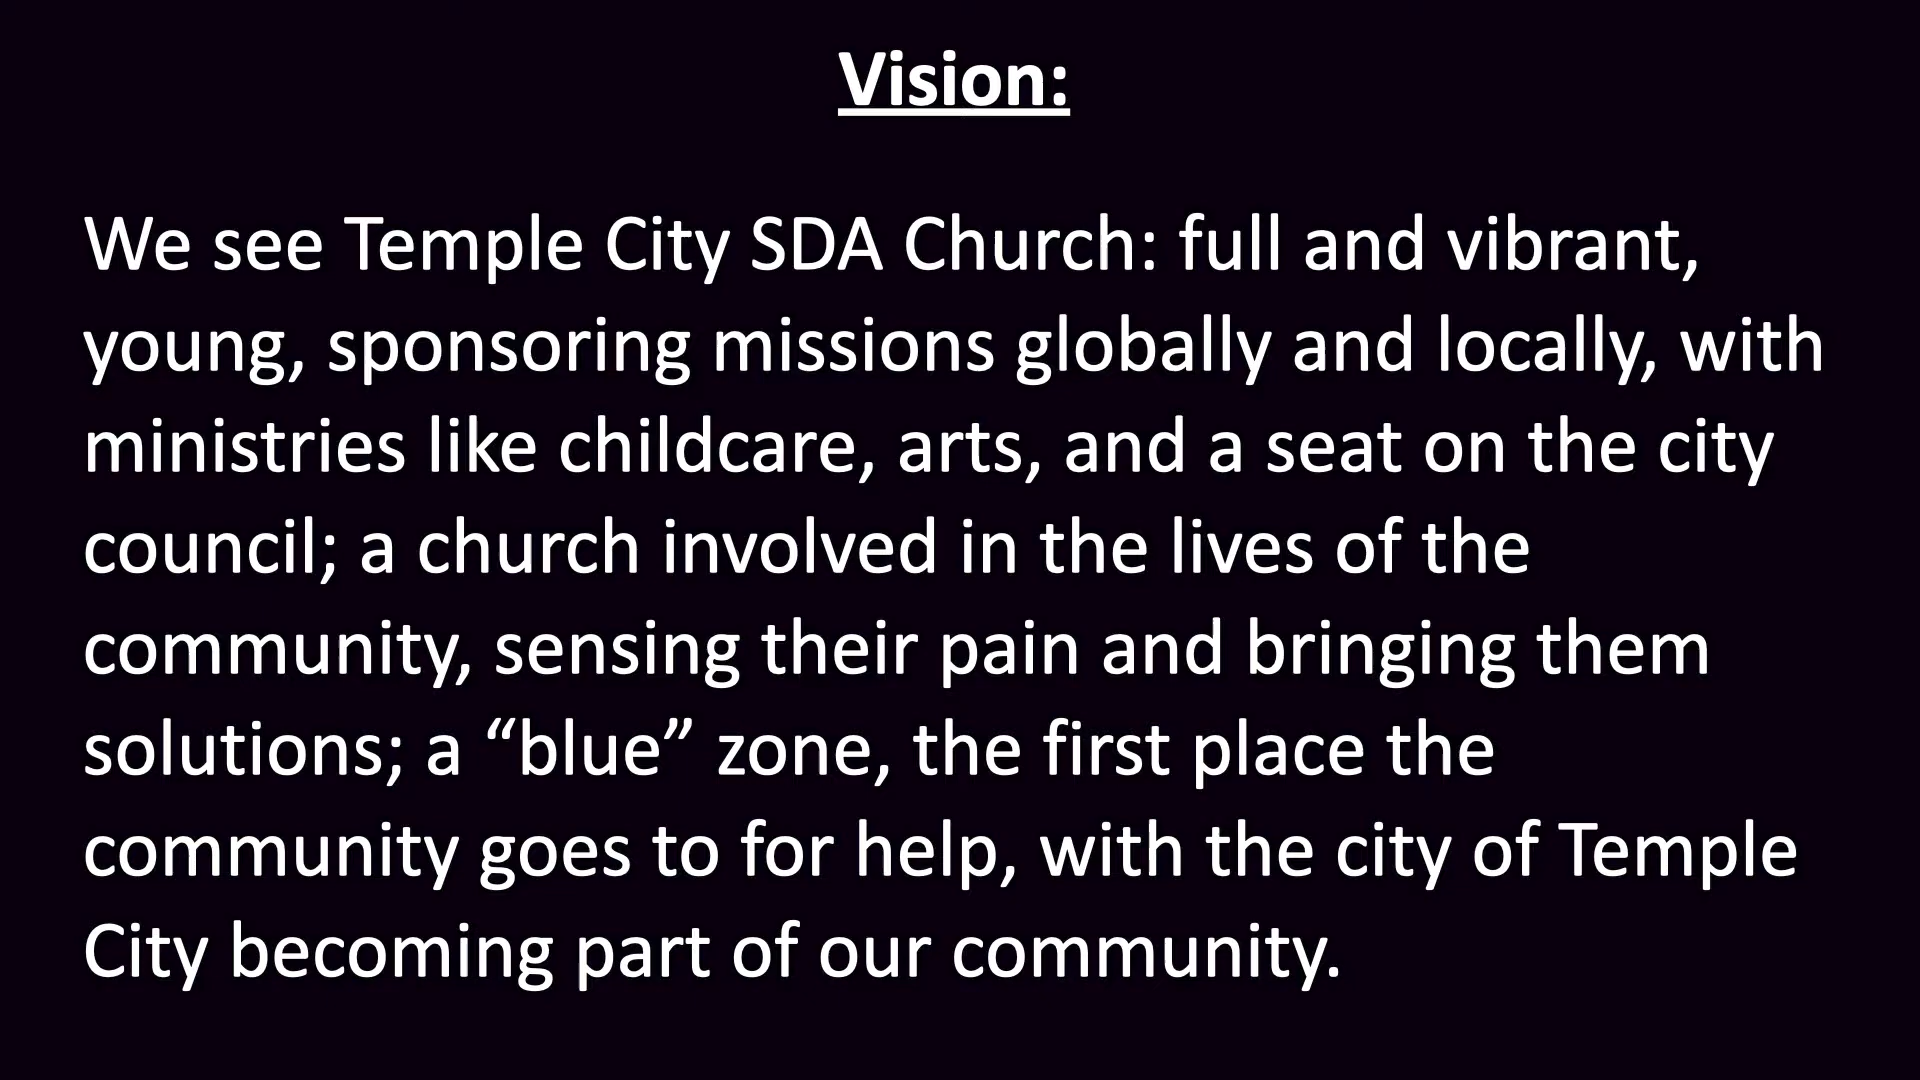 Vision:
We see Temple City SDA Church: full and vibrant,
young, sponsoring missions globally and locally, with
ministries like childcare, arts, and a seat on the city
council; a church involved in the lives of the
community, sensing their pain and bringing them
solutions; a “blue” zone, the first place the
community goes to for help, with the city of Temple
City becoming part of our community.